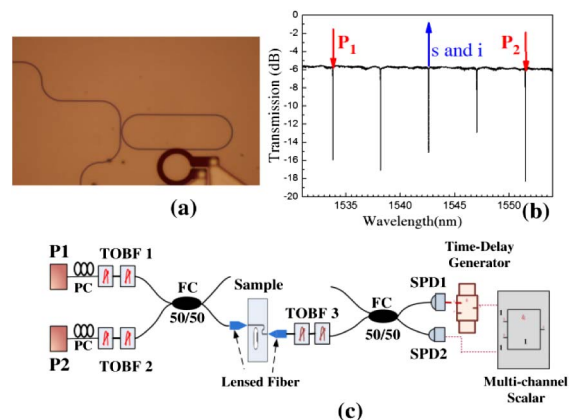 0
-2
-4
-6
-8
-10
-12
-14
-16
-18
-20
Transmission (dB)
P1
s and i
P2
1535 1540 1545 1550
Wavelength(nm)
(a)
(b)
P1
PC
TOBF 1
P2
PC
TOBF 2
FC
50/50
Sample
Lensed Fiber
TOBF 3
FC
50/50
SPD1
SPD2
Time-Delay
Generator
Multi-channel
Scalar
(c)